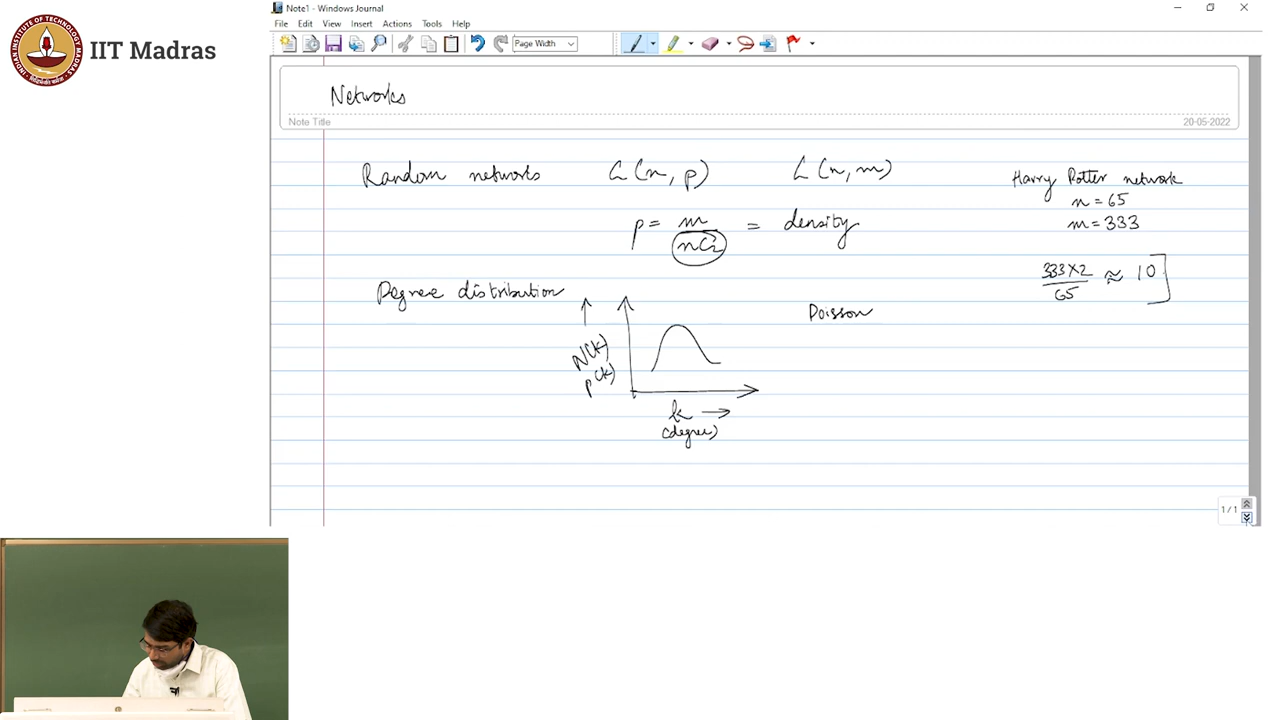 IIT Madras
Note1 - Windows Journal
File Edit View Insert Actions Tools Help
Page Width
Networks
Note Title
20-05-2022
Random networks G(n, p) G(n, m)
p = m / nC2 = density
Harry Potter network
n = 65
m = 333
333×2 / 65 ≈ 10
Degree distribution
Poisson
N(k)
p(k)
k →
(degree)
1 / 1